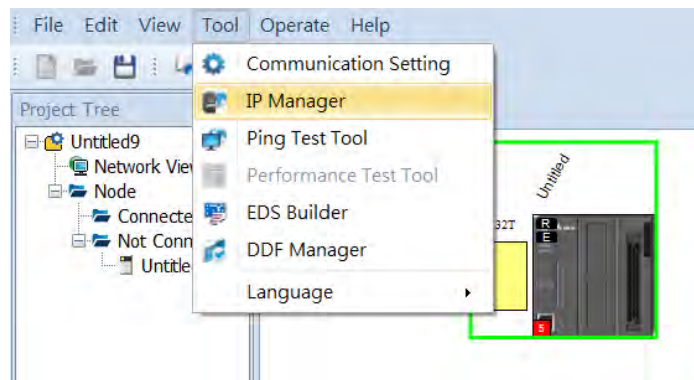 File Edit View Tool Operate Help
Communication Setting
Project Tree
IP Manager
Untitled9
Ping Test Tool
Network Vie
Performance Test Tool
Node
EDS Builder
Connecte
Not Conn
DDF Manager
Untitle
Language
Untitled
32T
R
E
5